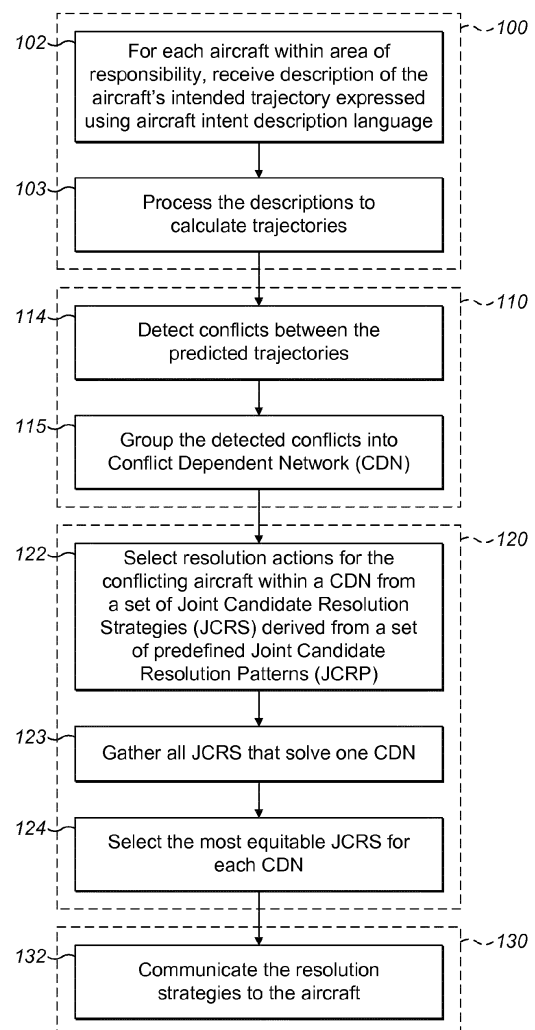 100
102
For each aircraft within area of
responsibility, receive description of the
aircraft's intended trajectory expressed
using aircraft intent description language
103
Process the descriptions to
calculate trajectories
110
114
Detect conflicts between the
predicted trajectories
115
Group the detected conflicts into
Conflict Dependent Network (CDN)
120
122
Select resolution actions for the
conflicting aircraft within a CDN from
a set of Joint Candidate Resolution
Strategies (JCRS) derived from a set
of predefined Joint Candidate
Resolution Patterns (JCRP)
123
Gather all JCRS that solve one CDN
124
Select the most equitable JCRS for
each CDN
130
132
Communicate the resolution
strategies to the aircraft